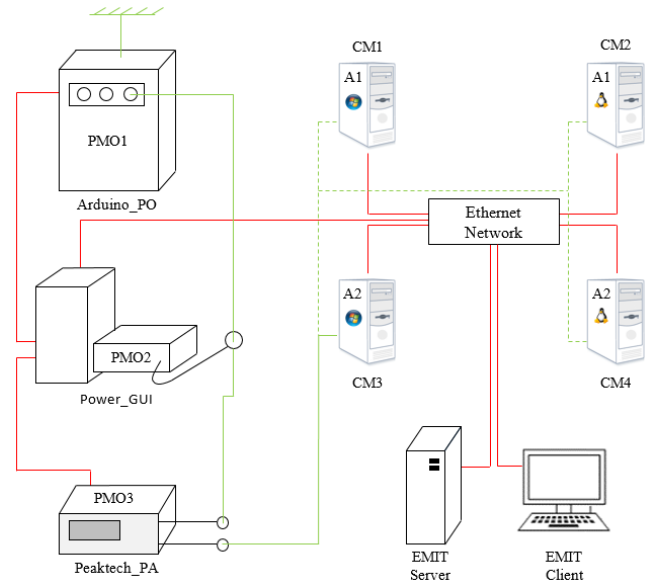 CM1
CM2
A1
A1
PMO1
Arduino_PO
Ethernet
Network
A2
A2
PMO2
CM3
CM4
Power_GUI
PMO3
Peaktech_PA
EMIT
Server
EMIT
Client